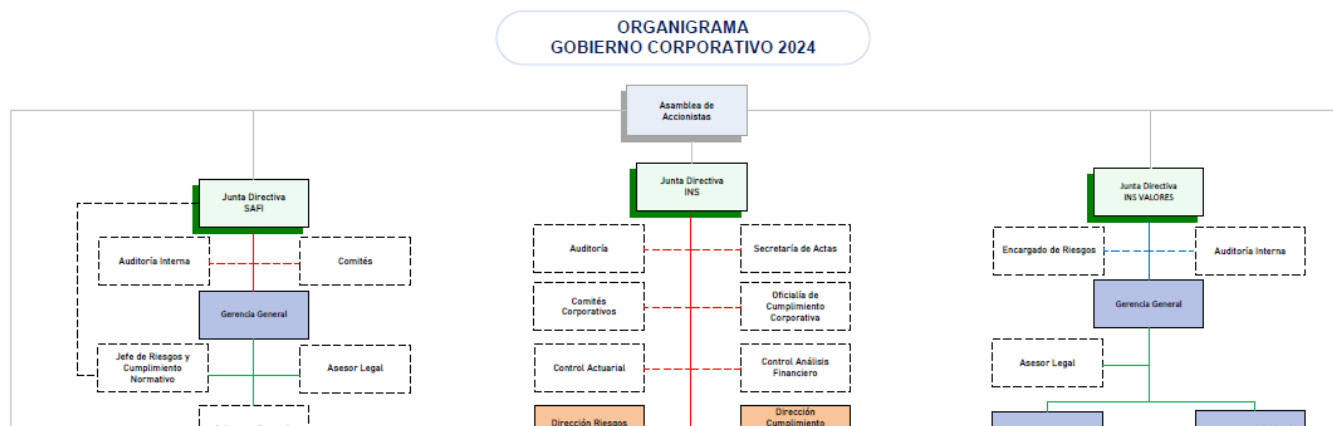 ORGANIGRAMA
GOBIERNO CORPORATIVO 2024
Asamblea de
Accionistas
Junta Directiva
SAFI
Junta Directiva
INS
Junta Directiva
INS VALORES
Auditoría Interna
Comités
Auditoría
Secretaría de Actas
Encargado de Riesgos
Auditoría Interna
Gerencia General
Comités
Corporativos
Oficialía de
Cumplimiento
Corporativa
Gerencia General
Jefe de Riesgos y
Cumplimiento
Normativo
Asesor Legal
Control Actuarial
Control Análisis
Financiero
Asesor Legal
Dirección Riesgos
Dirección
Cumplimiento